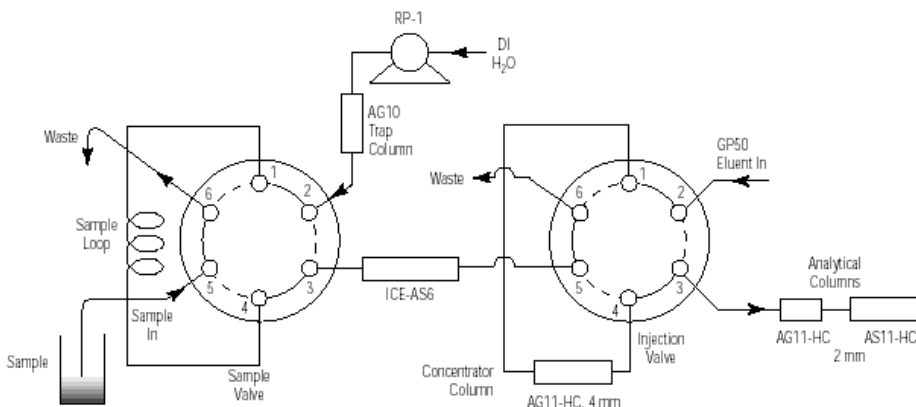 RP-1
DI
H2O
AG10
Trap
Column
Waste
1
2
3
4
5
6
Sample
Loop
Sample
In
Sample
Sample
Valve
ICE-AS6
GP50
Eluent In
Waste
1
2
3
4
5
6
Injection
Valve
Concentrator
Column
AG11-HC, 4 mm
Analytical
Columns
AG11-HC
AS11-HC
2 mm